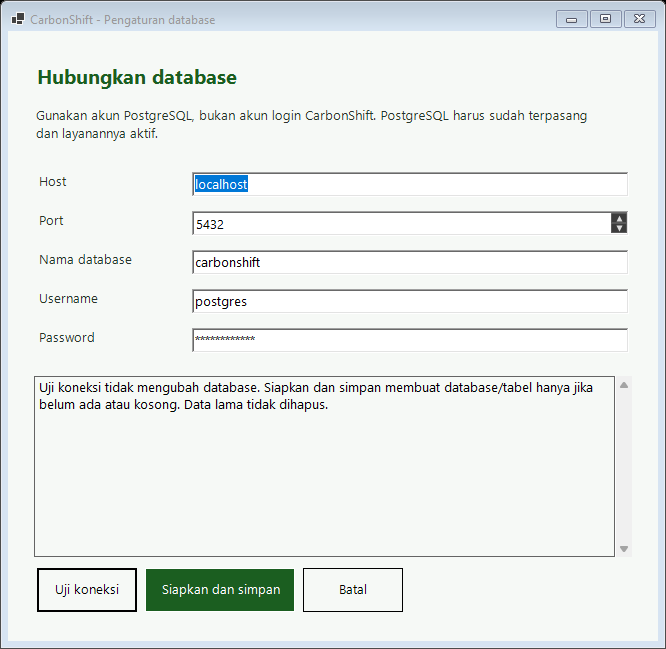 CarbonShift - Pengaturan database
Hubungkan database
Gunakan akun PostgreSQL, bukan akun login CarbonShift. PostgreSQL harus sudah terpasang
dan layanannya aktif.
Host
localhost
Port
5432
Nama database
carbonshift
Username
postgres
Password
************
Uji koneksi tidak mengubah database. Siapkan dan simpan membuat database/tabel hanya jika
belum ada atau kosong. Data lama tidak dihapus.
Uji koneksi
Siapkan dan simpan
Batal